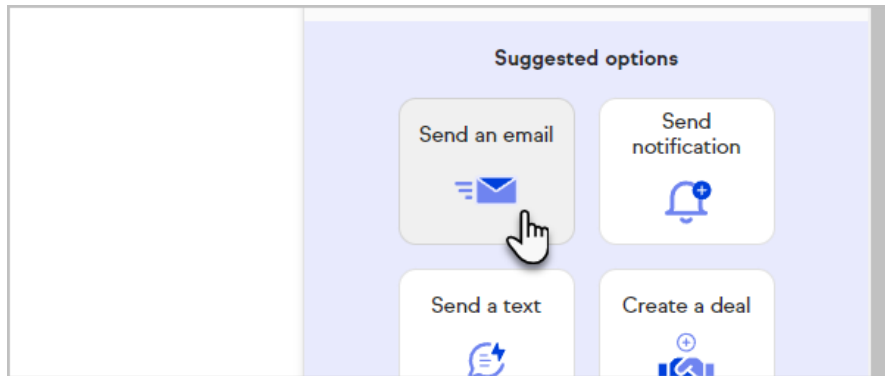 Suggested options
Send an email
Send
notification
Send a text
Create a deal